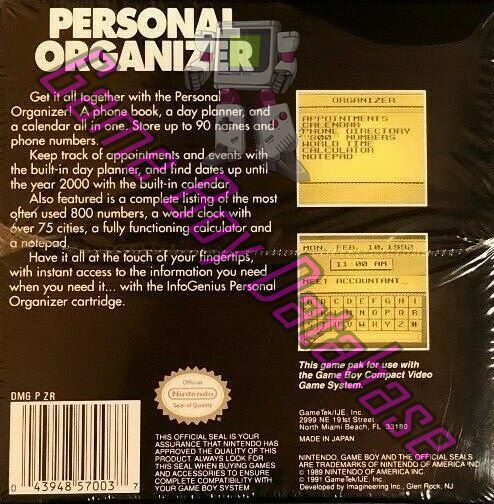 PERSONAL
ORGANIZER
Get it all together with the Personal
Organizer! A phone book, a day planner, and
a calendar all in one. Store up to 90 names and
phone numbers.
Keep track of appointments and events with
the built-in day planner, and find dates up until
the year 2000 with the built-in calendar.
Also featured is a complete listing of the most
often used 800 numbers, a world clock with
over 75 cities, a fully functioning calculator and
a notepad.
Have it all at the touch of your fingertips,
with instant access to the information you need
when you need it... with the InfoGenius Personal
Organizer cartridge.
ORGANIZER
APPOINTMENTS
CALENDAR
PHONE DIRECTORY
"800" NUMBERS
WORLD TIME
CALCULATOR
NOTEPAD
MON. FEB. 10,1992
11 00 AM
MEET ACCOUNTANT
A B C D E F G H I
This game pak for use with
the Game Boy Compact Video
Game System.
GameTek/IJE, Inc.
2999 NE 191st Street
North Miami Beach, FL 33180
MADE IN JAPAN
NINTENDO, GAME BOY AND THE OFFICIAL SEALS
ARE TRADEMARKS OF NINTENDO OF AMERICA INC.
© 1989 NINTENDO OF AMERICA INC.
© 1991 GameTek/IJE, Inc.
Developed by Imagineering Inc., Glen Rock, NJ
Official
Nintendo
Seal of Quality
THIS OFFICIAL SEAL IS YOUR
ASSURANCE THAT NINTENDO
HAS APPROVED THE QUALITY OF THIS
PRODUCT. ALWAYS LOOK FOR
THIS SEAL WHEN BUYING GAMES
AND ACCESSORIES TO ENSURE
COMPLETE COMPATIBILITY WITH
YOUR GAME BOY SYSTEM
DMG P ZR
0 43948 57003 7
Game Boy Database